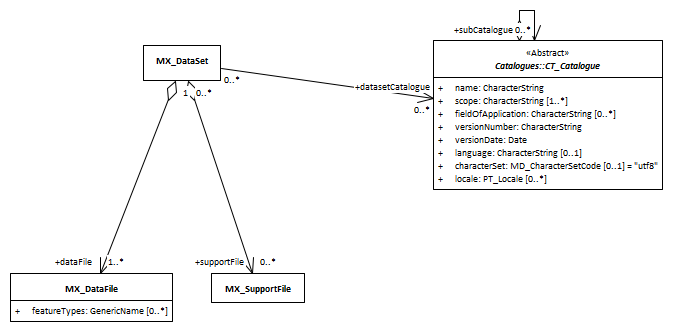 +subCatalogue 0..*
«Abstract»
Catalogues::CT_Catalogue
+ name: CharacterString
+ scope: CharacterString [1..*]
+ fieldOfApplication: CharacterString [0..*]
+ versionNumber: CharacterString
+ versionDate: Date
+ language: CharacterString [0..1]
+ characterSet: MD_CharacterSetCode [0..1] = "utf8"
+ locale: PT_Locale [0..*]
MX_DataSet
0..*
+datasetCatalogue
0..*
1 0..*
+dataFile 1..*
+supportFile 0..*
MX_DataFile
+ featureTypes: GenericName [0..*]
MX_SupportFile